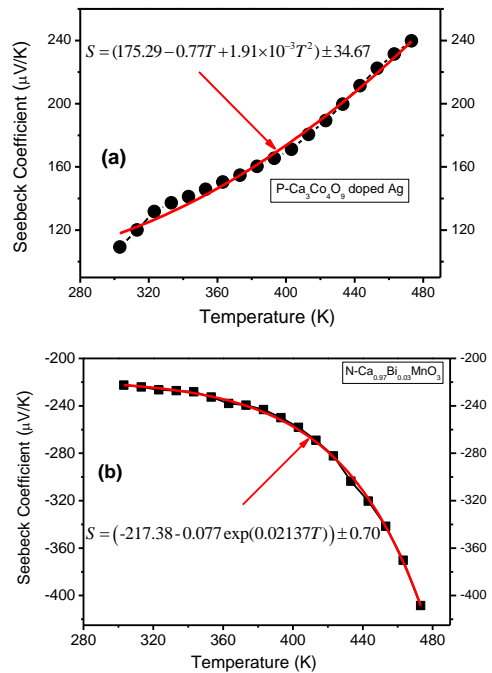 S = (175.29 – 0.77T + 1.91×10⁻³T²) ± 34.67
(a)
P-Ca₃Co₄O₉ doped Ag
Seebeck Coefficient (μV/K)
240
200
160
120
240
200
160
120
280 320 360 400 440 480
Temperature (K)
N-Ca₀.₉₇Bi₀.₀₃MnO₃
(b)
S = (-217.38 - 0.077 exp(0.02137T)) ± 0.70
Seebeck Coefficient (μV/K)
-200
-240
-280
-320
-360
-400
-200
-240
-280
-320
-360
-400
280 320 360 400 440 480
Temperature (K)